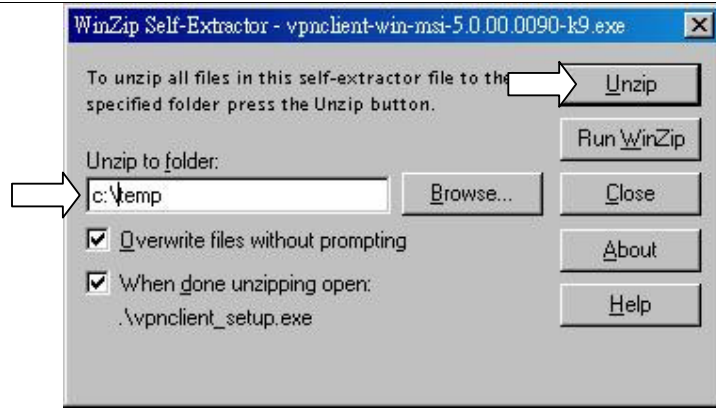 WinZip Self-Extractor - vpnclient-win-msi-5.0.00.0090-k9.exe
To unzip all files in this self-extractor file to the
specified folder press the Unzip button.
Unzip to folder:
c:\temp
Browse...
Overwrite files without prompting
When done unzipping open:
.\vpnclient_setup.exe
Unzip
Run WinZip
Close
About
Help